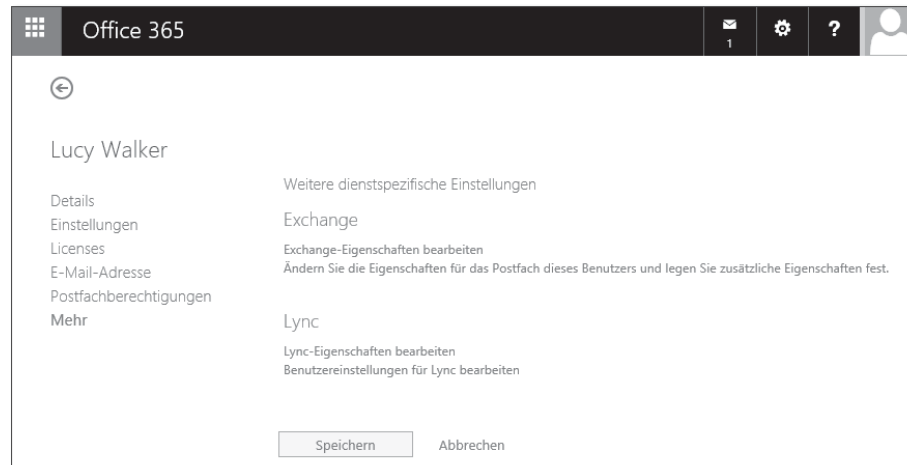 Office 365
1
?
Lucy Walker
Details
Einstellungen
Licenses
E-Mail-Adresse
Postfachberechtigungen
Mehr
Weitere dienstspezifische Einstellungen
Exchange
Exchange-Eigenschaften bearbeiten
Ändern Sie die Eigenschaften für das Postfach dieses Benutzers und legen Sie zusätzliche Eigenschaften fest.
Lync
Lync-Eigenschaften bearbeiten
Benutzereinstellungen für Lync bearbeiten
Speichern Abbrechen